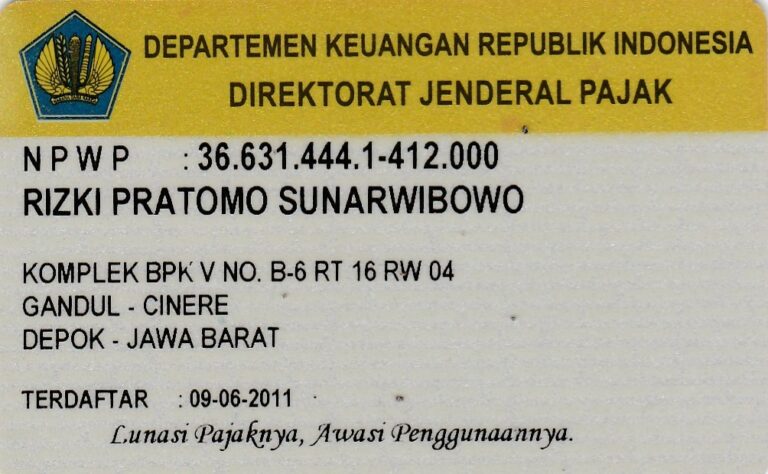 DEPARTEMEN KEUANGAN REPUBLIK INDONESIA
DIREKTORAT JENDERAL PAJAK
NPWP : 36.631.444.1-412.000
RIZKI PRATOMO SUNARWIBOWO
KOMPLEK BPK V NO. B-6 RT 16 RW 04
GANDUL - CINERE
DEPOK - JAWA BARAT
TERDAFTAR : 09-06-2011
Lunasi Pajaknya, Awasi Penggunaannya.